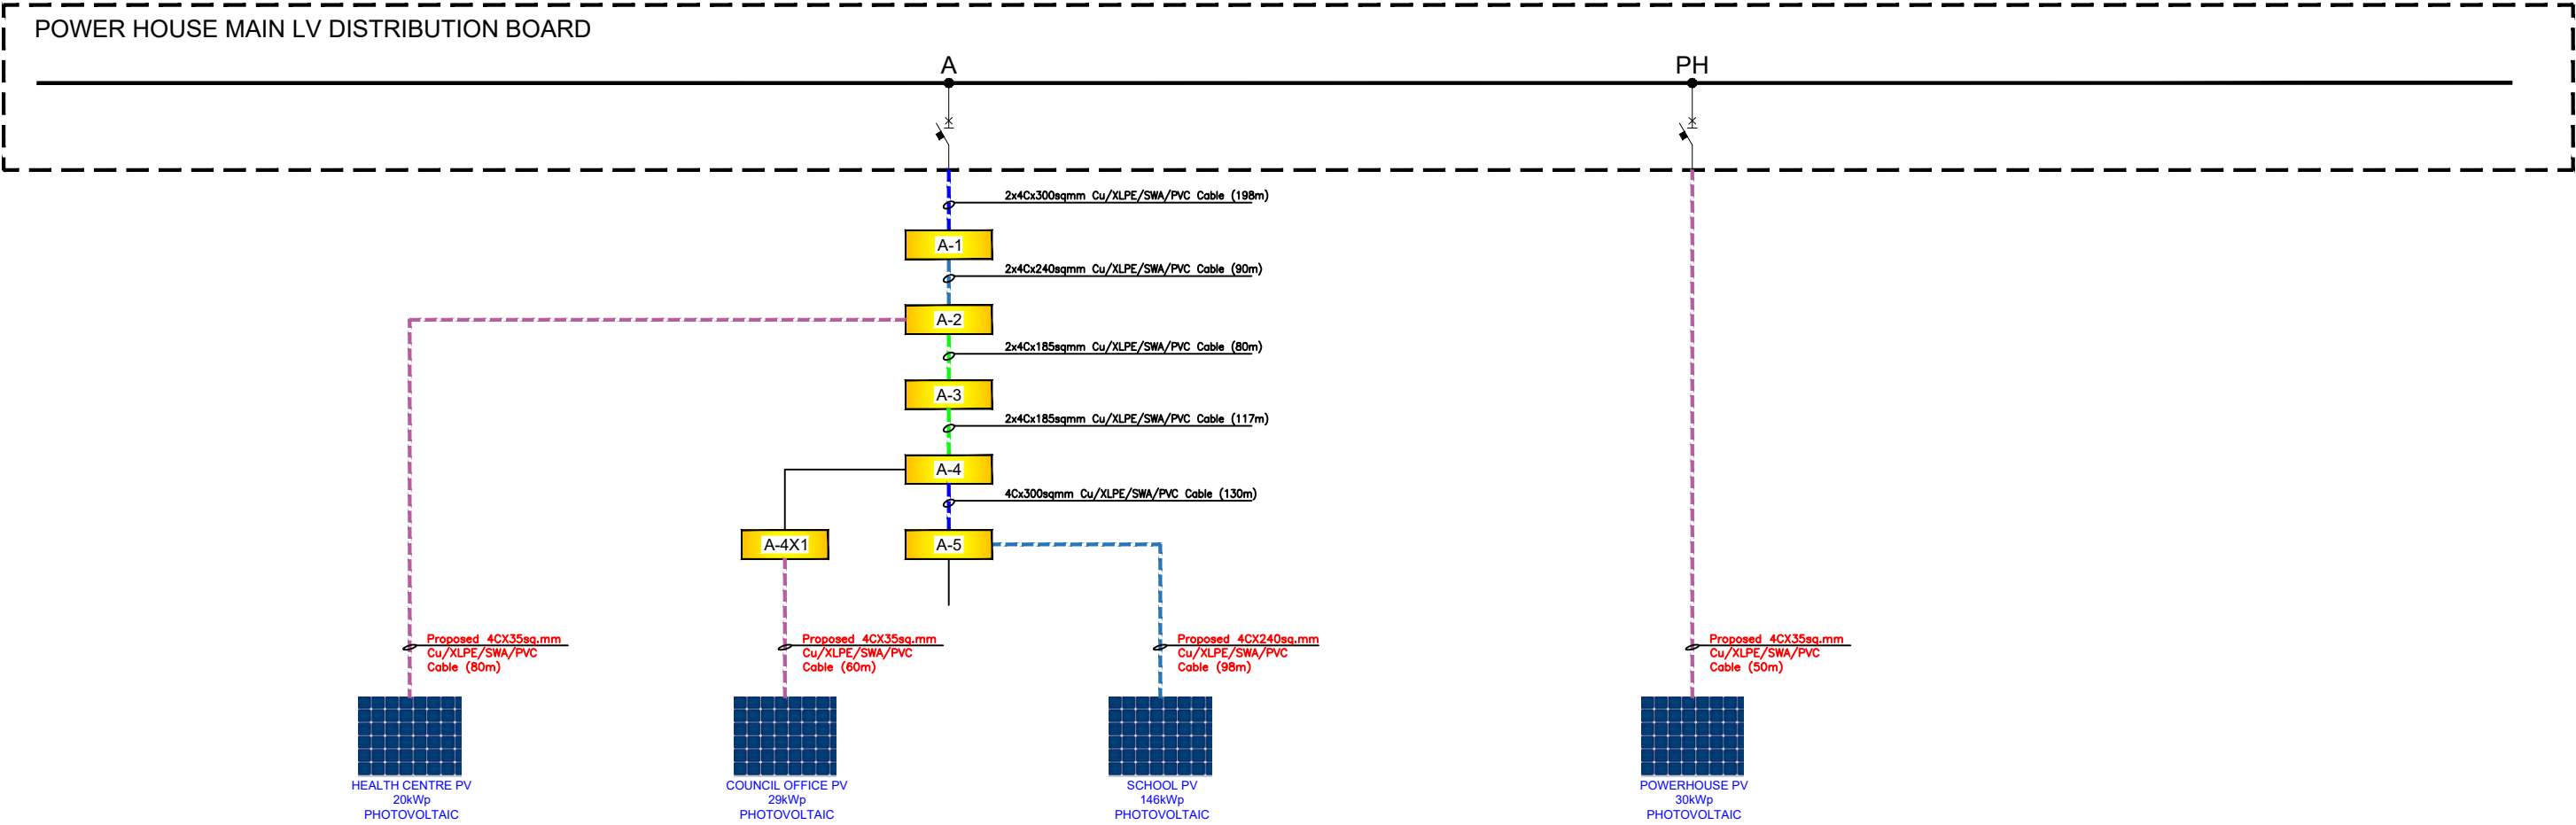 POWER HOUSE MAIN LV DISTRIBUTION BOARD
A
PH
2x4Cx300sqmm Cu/XLPE/SWA/PVC Cable (198m)
A-1
2x4Cx240sqmm Cu/XLPE/SWA/PVC Cable (90m)
A-2
2x4Cx185sqmm Cu/XLPE/SWA/PVC Cable (80m)
A-3
2x4Cx185sqmm Cu/XLPE/SWA/PVC Cable (117m)
A-4
4Cx300sqmm Cu/XLPE/SWA/PVC Cable (130m)
A-4X1
A-5
Proposed 4CX35sq.mm
Cu/XLPE/SWA/PVC
Cable (80m)
Proposed 4CX35sq.mm
Cu/XLPE/SWA/PVC
Cable (60m)
Proposed 4CX240sq.mm
Cu/XLPE/SWA/PVC
Cable (98m)
Proposed 4CX35sq.mm
Cu/XLPE/SWA/PVC
Cable (50m)
HEALTH CENTRE PV
20kWp
PHOTOVOLTAIC
COUNCIL OFFICE PV
29kWp
PHOTOVOLTAIC
SCHOOL PV
146kWp
PHOTOVOLTAIC
POWERHOUSE PV
30kWp
PHOTOVOLTAIC